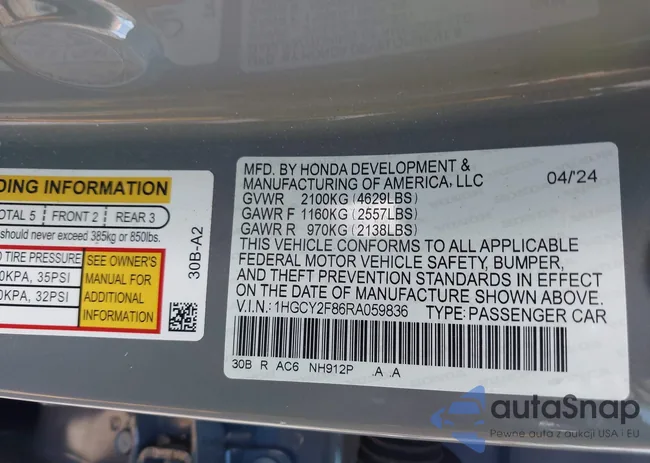 DING INFORMATION
OTAL 5 FRONT 2 REAR 3
should never exceed 385kg or 850lbs.
TIRE PRESSURE
0KPA, 35PSI
0KPA, 32PSI
SEE OWNER'S
MANUAL FOR
ADDITIONAL
INFORMATION
30B-A2
MFD. BY HONDA DEVELOPMENT &
MANUFACTURING OF AMERICA, LLC 04/24
GVWR 2100KG (4629LBS)
GAWR F 1160KG (2557LBS)
GAWR R 970KG (2138LBS)
THIS VEHICLE CONFORMS TO ALL APPLICABLE
FEDERAL MOTOR VEHICLE SAFETY, BUMPER,
AND THEFT PREVENTION STANDARDS IN EFFECT
ON THE DATE OF MANUFACTURE SHOWN ABOVE.
V.I.N.: 1HGCY2F86RA059836 TYPE: PASSENGER CAR
30B R AC6 NH912P .A .A
autaSnap
Pewne auta z aukcji USA i EU